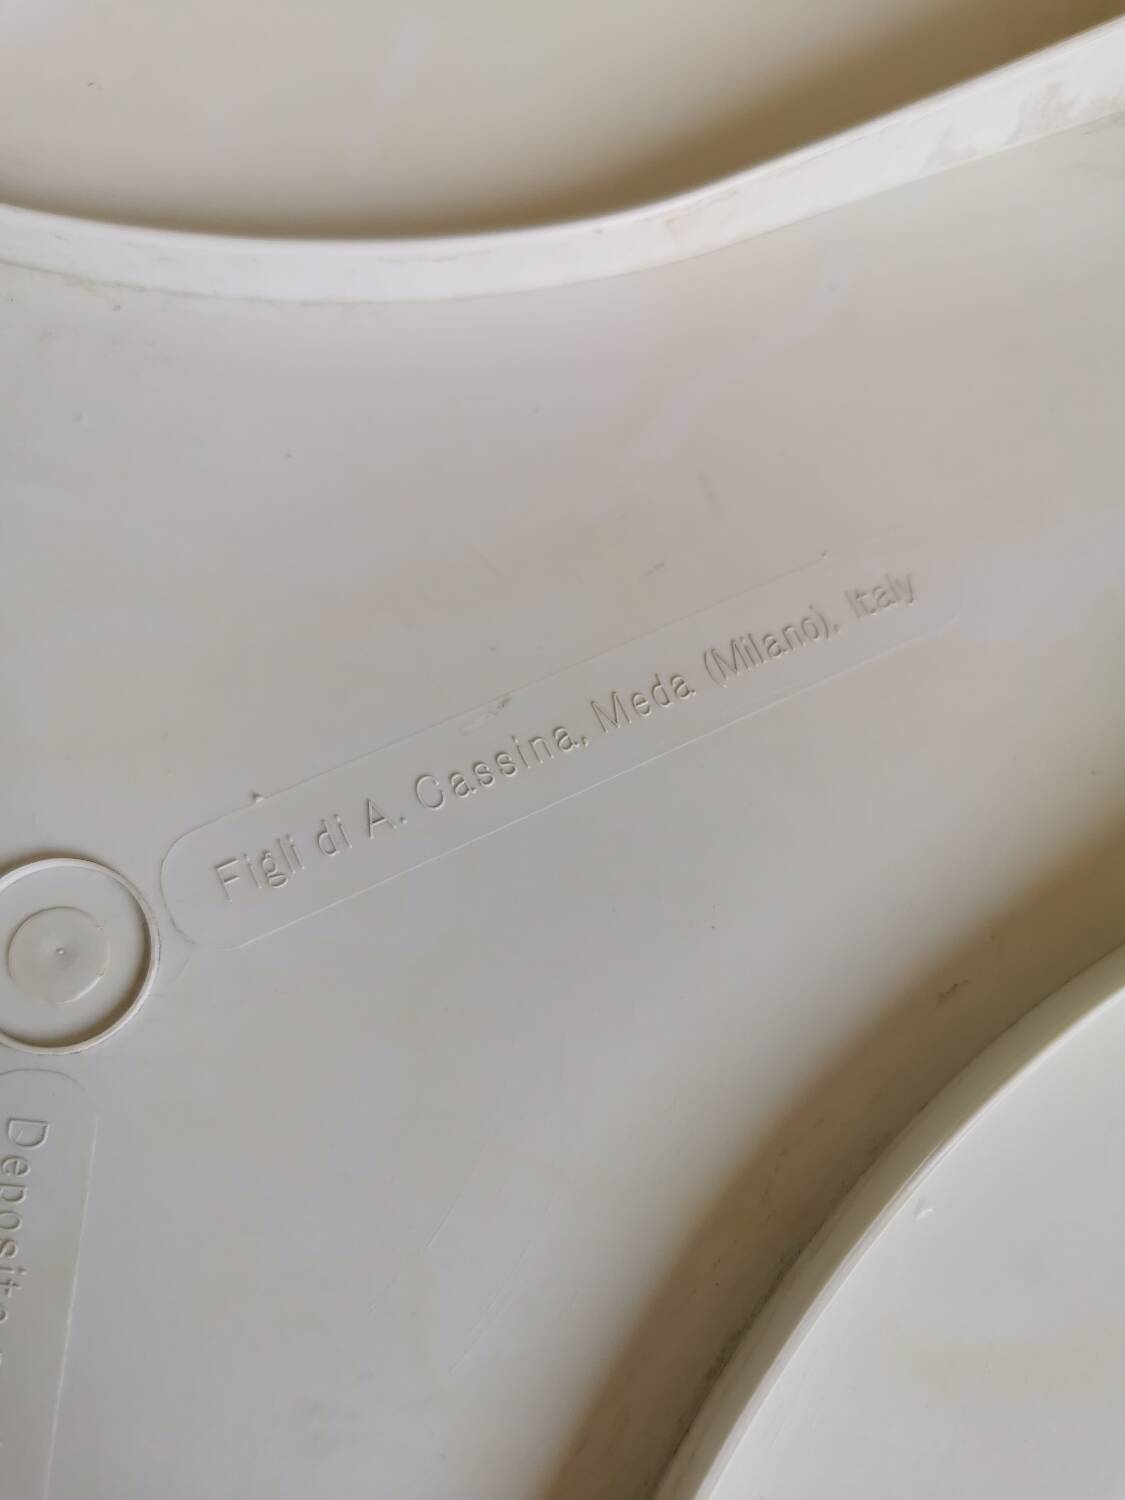 Figli di A. Cassina, Meda (Milano), Italy